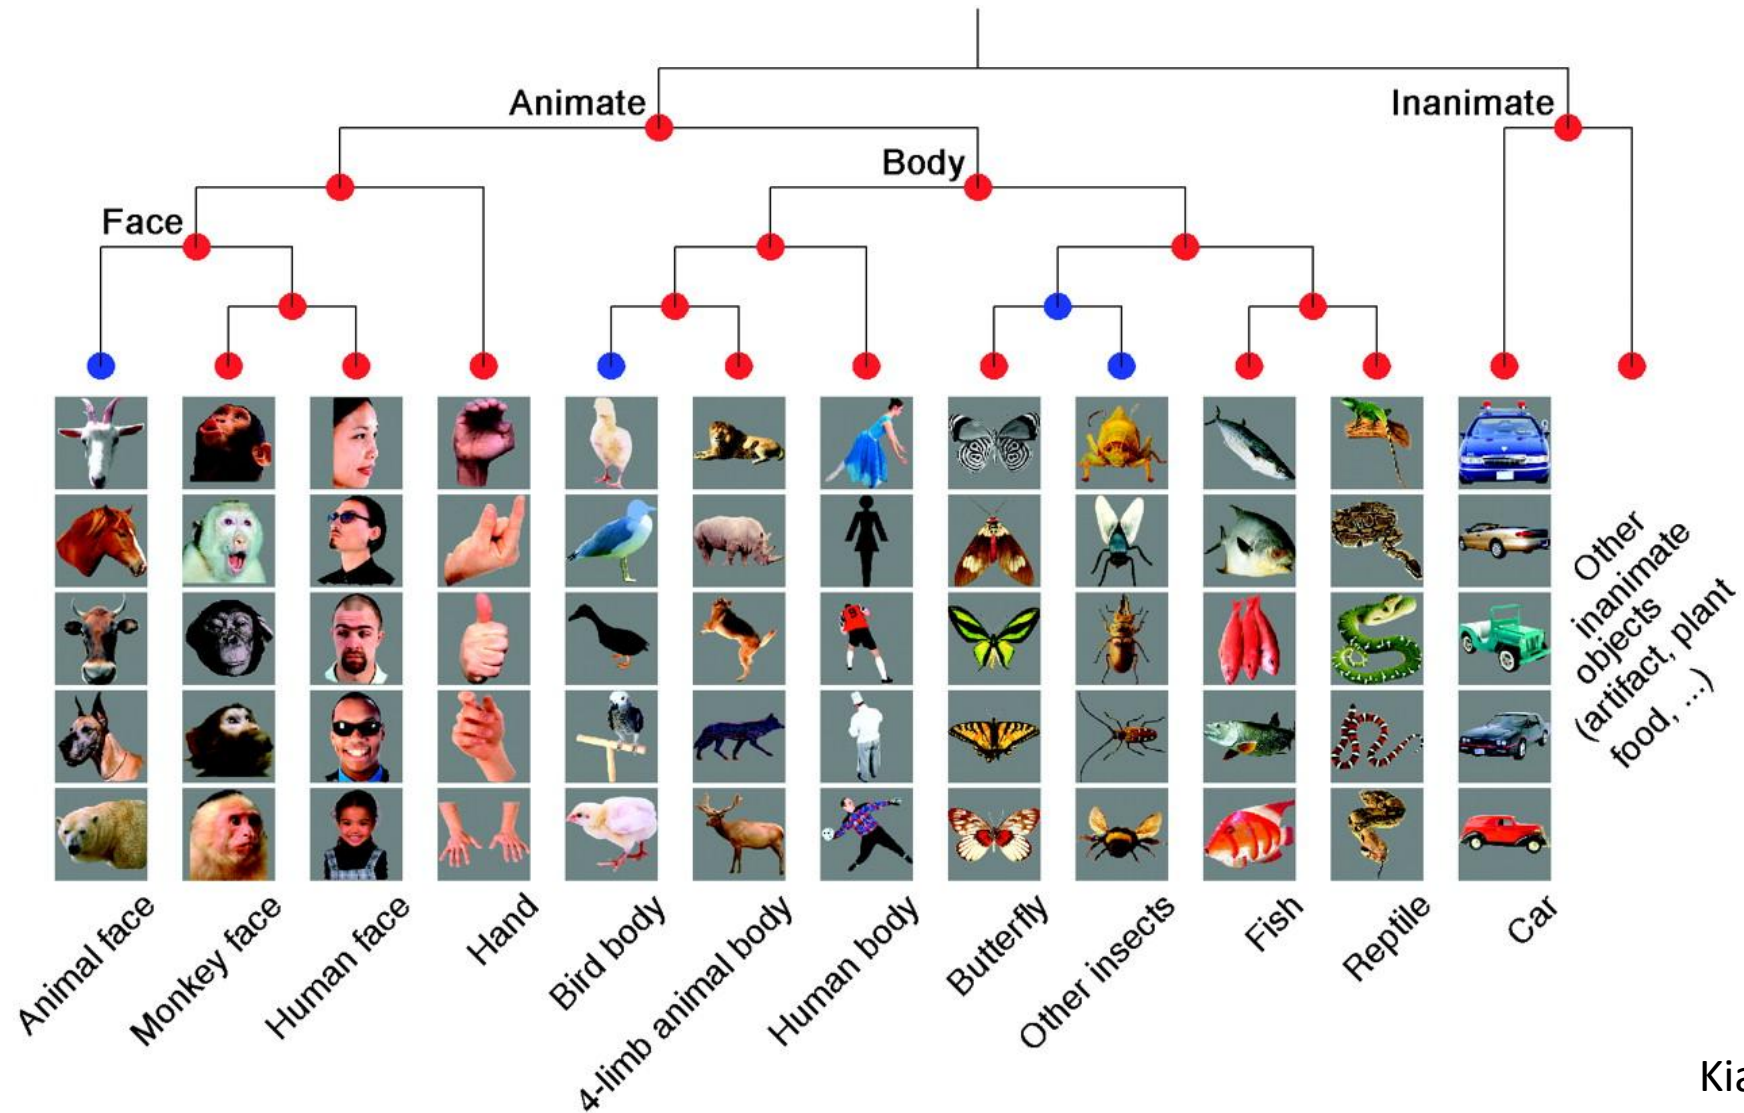 Animate
Inanimate
Body
Face
Other
inanimate
objects
(artifact, plant
food, ...)
Animal face
Monkey face
Human face
Hand
Bird body
4-limb animal body
Human body
Butterfly
Other insects
Fish
Reptile
Car
Kia